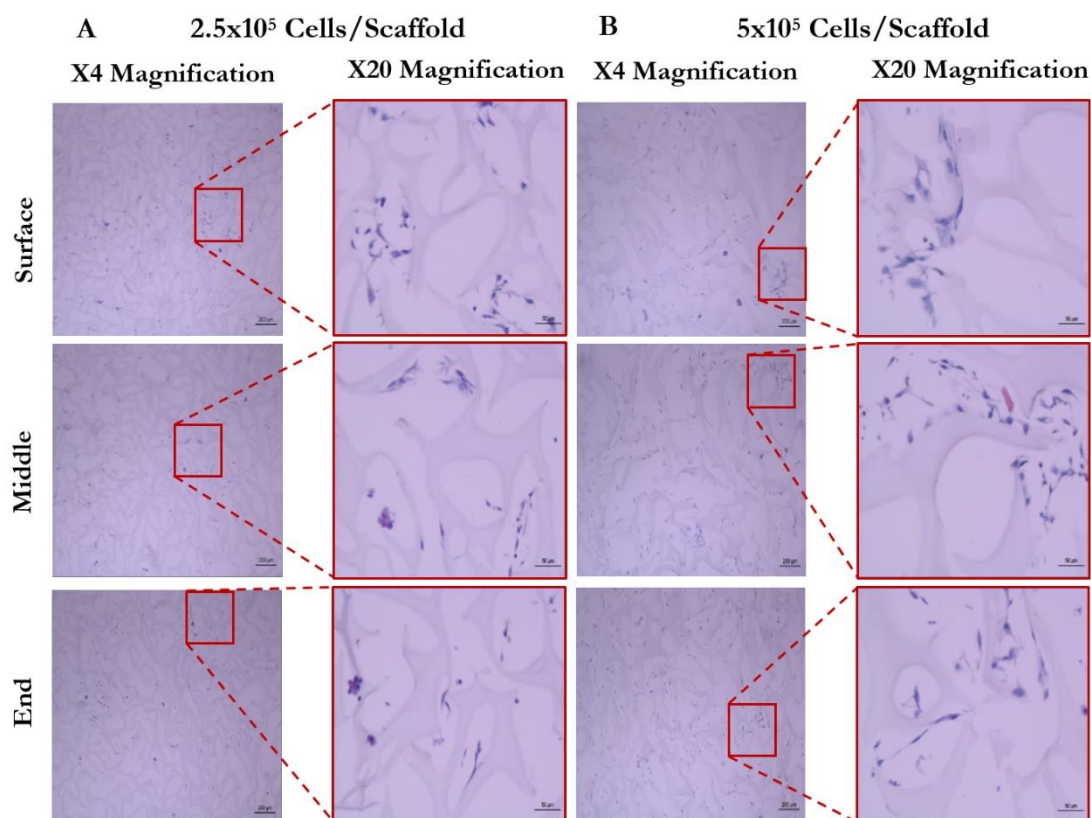 A 2.5x10⁵ Cells/Scaffold B 5x10⁵ Cells/Scaffold
X4 Magnification X20 Magnification X4 Magnification X20 Magnification
Surface
Middle
End